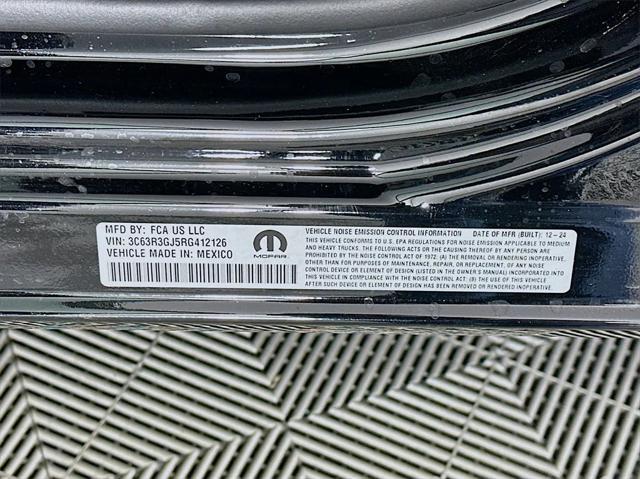 MFD BY: FCA US LLC
VIN: 3C63R3GJ5RG412126
VEHICLE MADE IN: MEXICO
MOPAR
VEHICLE NOISE EMISSION CONTROL INFORMATION DATE OF MFR (BUILT): 12-24
THIS VEHICLE CONFORMS TO U.S. EPA REGULATIONS FOR NOISE EMISSION APPLICABLE TO MEDIUM
AND HEAVY TRUCKS. THE FOLLOWING ACTS OR THE CAUSING THEREOF BY ANY PERSON ARE
PROHIBITED BY THE NOISE CONTROL ACT OF 1972: (A) THE REMOVAL OR RENDERING INOPERATIVE,
OTHER THAN FOR PURPOSES OF MAINTENANCE, REPAIR, OR REPLACEMENT, OF ANY NOISE
CONTROL DEVICE OR ELEMENT OF DESIGN (LISTED IN THE OWNER'S MANUAL) INCORPORATED INTO
THIS VEHICLE IN COMPLIANCE WITH THE NOISE CONTROL ACT. (B) THE USE OF THIS VEHICLE
AFTER SUCH DEVICE OR ELEMENT OF DESIGN HAS BEEN REMOVED OR RENDERED INOPERATIVE.